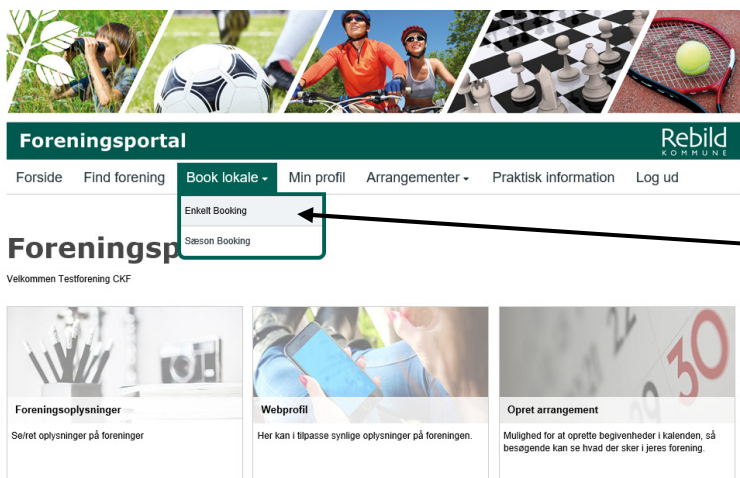 Foreningsportal
Rebild
KOMMUNE
Forside Find forening Book lokale Min profil Arrangementer Praktisk information Log ud
Enkelt Booking
Sæson Booking
Foreningsp
Velkommen Testforening CKF
30
Foreningsoplysninger
Se/ret oplysninger på foreninger
Webprofil
Her kan i tilpasse synlige oplysninger på foreningen.
Opret arrangement
Mulighed for at oprette begivenheder i kalenden, så
besøgende kan se hvad der sker i jeres forening.